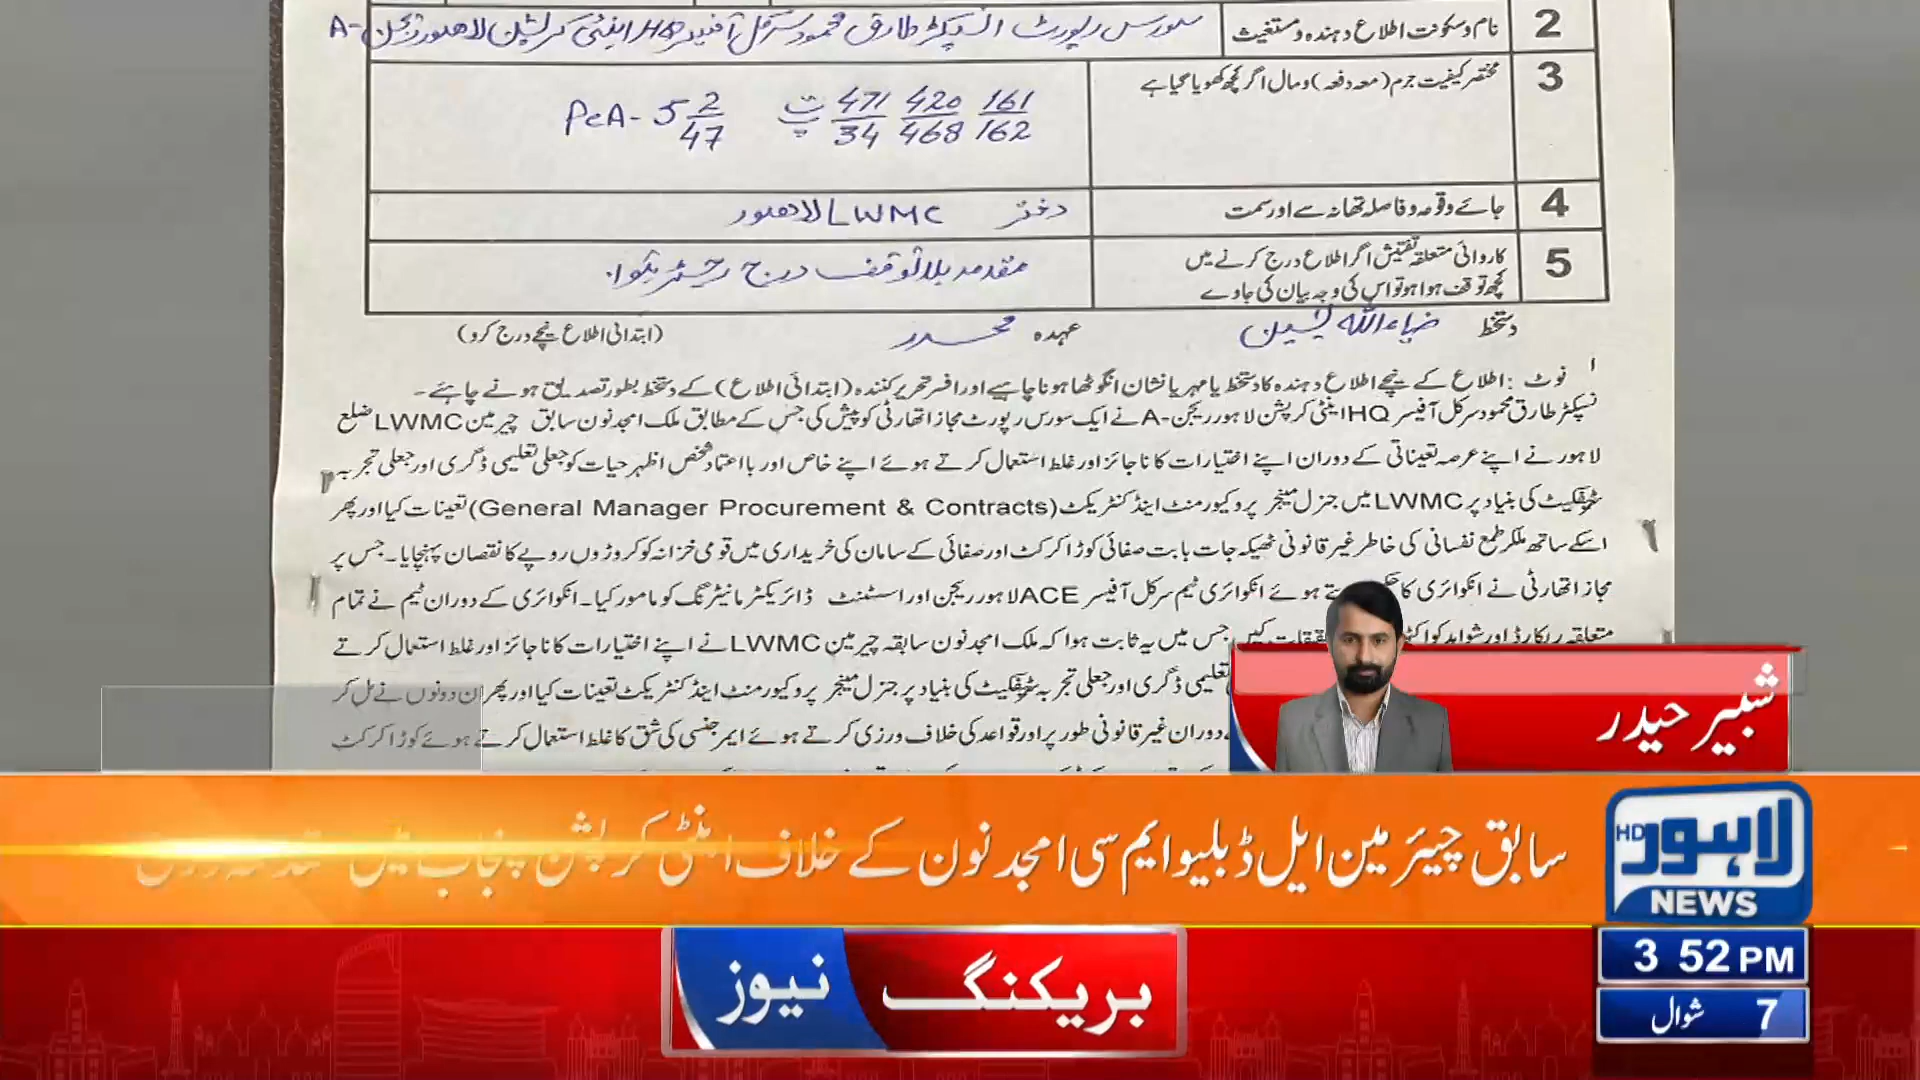 2 نام و سکونت اطلاع دہندہ و مستغیث سورس رپورٹ انسپکٹر طارق محمود سرکل آفیسر HQ اینٹی کرپشن لاہور ریجن-A
3 مختصر کیفیت جرم (معہ دفعہ) و مال اگر کچھ کھویا گیا ہے 161/162 420/468 471/34 ت پ 5 2/47 -PCA
4 جائے وقوعہ و فاصلہ تھانہ سے اور سمت دفتر LWMC لاہور
5 کاروائی متعلقہ تفتیش اگر اطلاع درج کرنے میں
کچھ توقف ہوا ہو تو اس کی وجہ بیان کی جاوے مقدمہ بلا توقف درج رجسٹر ہوا.
دستخط ضیاء اللہ یٰسین عہدہ محرر (ابتدائی اطلاع نیچے درج کرو)
نوٹ : اطلاع کے نیچے اطلاع دہندہ کا دستخط یا مہر یا نشان انگوٹھا ہونا چاہیے اور افسر تحریر کنندہ (ابتدائی اطلاع) کے دستخط بطور تصدیق ہونے چاہئے۔
نسپکٹر طارق محمود سرکل آفیسر HQ اینٹی کرپشن لاہور ریجن-A نے ایک سورس رپورٹ مجاز اتھارٹی کو پیش کی جس کے مطابق ملک امجد نون سابق چیرمین LWMC ضلع
لاہور نے اپنے عرصہ تعیناتی کے دوران اپنے اختیارات کا ناجائز اور غلط استعمال کرتے ہوئے اپنے خاص اور بااعتماد شخص اظہر حیات کو جعلی تعلیمی ڈگری اور جعلی تجربہ
سرٹیفکیٹ کی بنیاد پر LWMC میں جنرل مینجر پروکیورمنٹ اینڈ کنٹریکٹ (General Manager Procurement & Contracts) تعینات کیا اور پھر
اسکے ساتھ ملکر طمع نفسانی کی خاطر غیر قانونی ٹھیکہ جات بابت صفائی کوڑا کرکٹ اور صفائی کے سامان کی خریداری میں قومی خزانہ کو کروڑوں روپے کا نقصان پہنچایا۔ جس پر
مجاز اتھارٹی نے انکوائری کا حکم ہوئے انکوائری ٹیم سرکل آفیسر ACE لاہور ریجن اور اسسٹنٹ ڈائریکٹر مانیٹرنگ کو مامور کیا۔ انکوائری کے دوران ٹیم نے تمام
متعلقہ ریکارڈ اور شواہد کو جس میں یہ ثابت ہوا کہ ملک امجد نون سابقہ چیرمین LWMC نے اپنے اختیارات کا ناجائز اور غلط استعمال کرتے
تعلیمی ڈگری اور جعلی تجربہ سرٹیفکیٹ کی بنیاد پر جنرل مینجر پروکیورمنٹ اینڈ کنٹریکٹ تعینات کیا اور پھر ان دونوں نے مل کر
دوران غیر قانونی طور پر اور قواعد کی خلاف ورزی کرتے ہوئے ایمرجنسی کی شق کا غلط استعمال کرتے ہوئے کوڑا کرکٹ
شبیر حیدر
سابق چیئرمین ایل ڈبلیو ایم سی امجد نون کے خلاف اینٹی کرپشن پنجاب میں
لاہور HD
NEWS
بریکنگ نیوز
3 52 PM
7 شوال